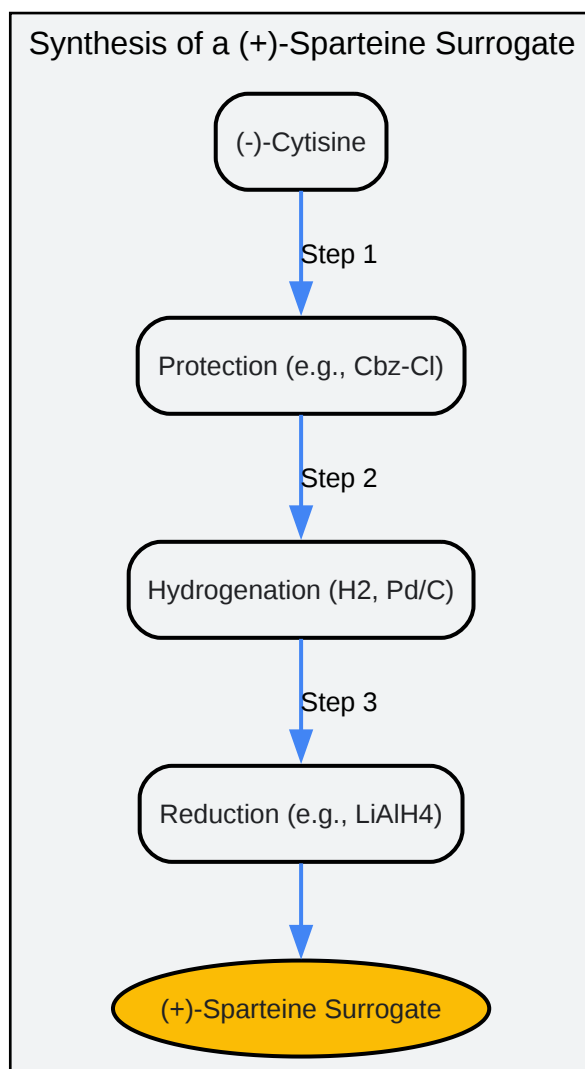 Synthesis of a (+)-Sparteine Surrogate
(-)-Cytisine
Step 1
Protection (e.g., Cbz-Cl)
Step 2
Hydrogenation (H2, Pd/C)
Step 3
Reduction (e.g., LiAlH4)
(+)-Sparteine Surrogate